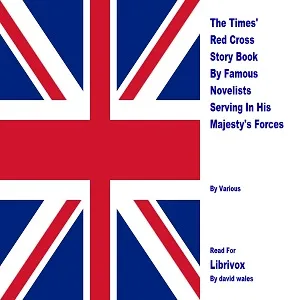 The Times'
Red Cross
Story Book
By Famous
Novelists
Serving In His
Majesty's Forces
By Various
Read For
Librivox
By david wales